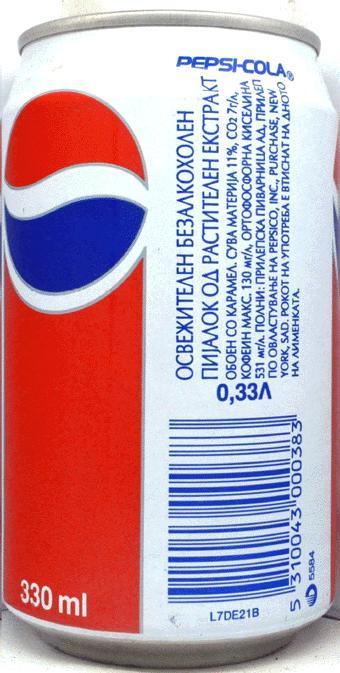 PEPSI-COLA®
ОСВЕЖИТЕЛЕН БЕЗАЛКОХОЛЕН
ПИЈАЛОК ОД РАСТИТЕЛЕН ЕКСТРАКТ
ОБОЕН СО КАРАМЕЛ. СУВА МАТЕРИЈА 11%, CO2 7г/л,
КОФЕИН МАКС. 130 мг/л, ОРТОФОСФОРНА КИСЕЛИНА
531 мг/л. ПОЛНИ: ПРИЛЕПСКА ПИВАРНИЦА АД, ПРИЛЕП
ПО ОВЛАСТУВАЊЕ НА PEPSICO, INC., PURCHASE, NEW
YORK, SAD. РОКОТ НА УПОТРЕБА Е ВТИСНАТ НА ДНОТО
НА ЛИМЕНКАТА.
0,33Л
5 310043 000383
5584
L7DE21B
330 ml